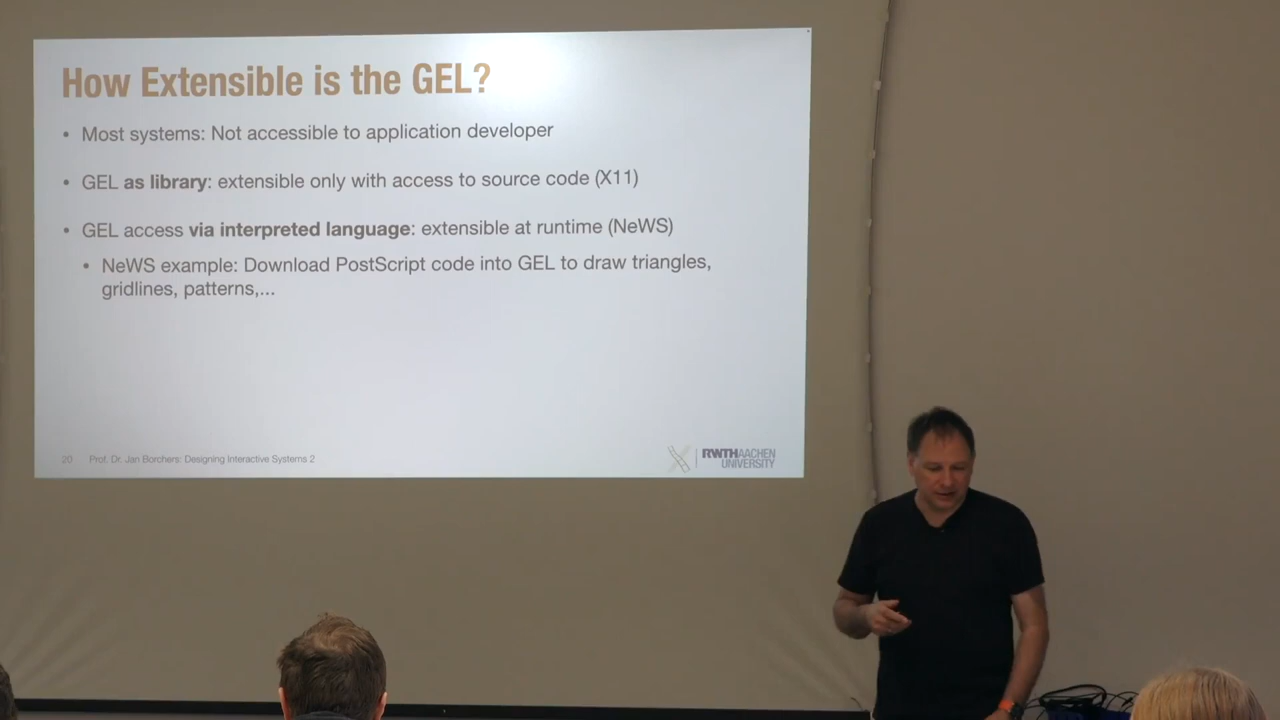 How Extensible is the GEL?
• Most systems: Not accessible to application developer
• GEL as library: extensible only with access to source code (X11)
• GEL access via interpreted language: extensible at runtime (NeWS)
• NeWS example: Download PostScript code into GEL to draw triangles,
gridlines, patterns,...
20 Prof. Dr. Jan Borchers: Designing Interactive Systems 2
RWTHAACHEN
UNIVERSITY